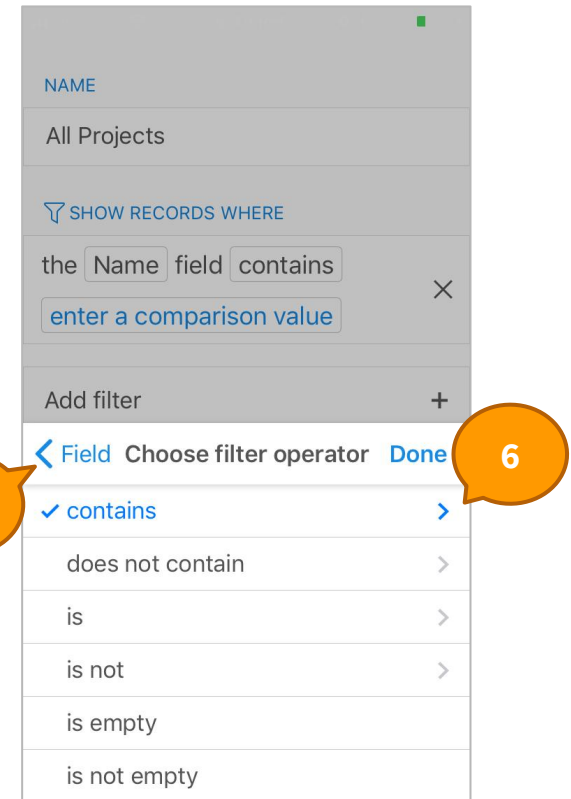 NAME
All Projects
SHOW RECORDS WHERE
the Name field contains
enter a comparison value
Add filter +
Field Choose filter operator Done
6
contains
does not contain
is
is not
is empty
is not empty